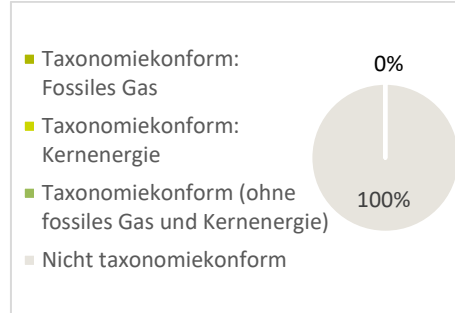 Taxonomiekonform:
Fossiles Gas
Taxonomiekonform:
Kernenergie
Taxonomiekonform (ohne
fossiles Gas und Kernenergie)
Nicht taxonomiekonform
0%
100%